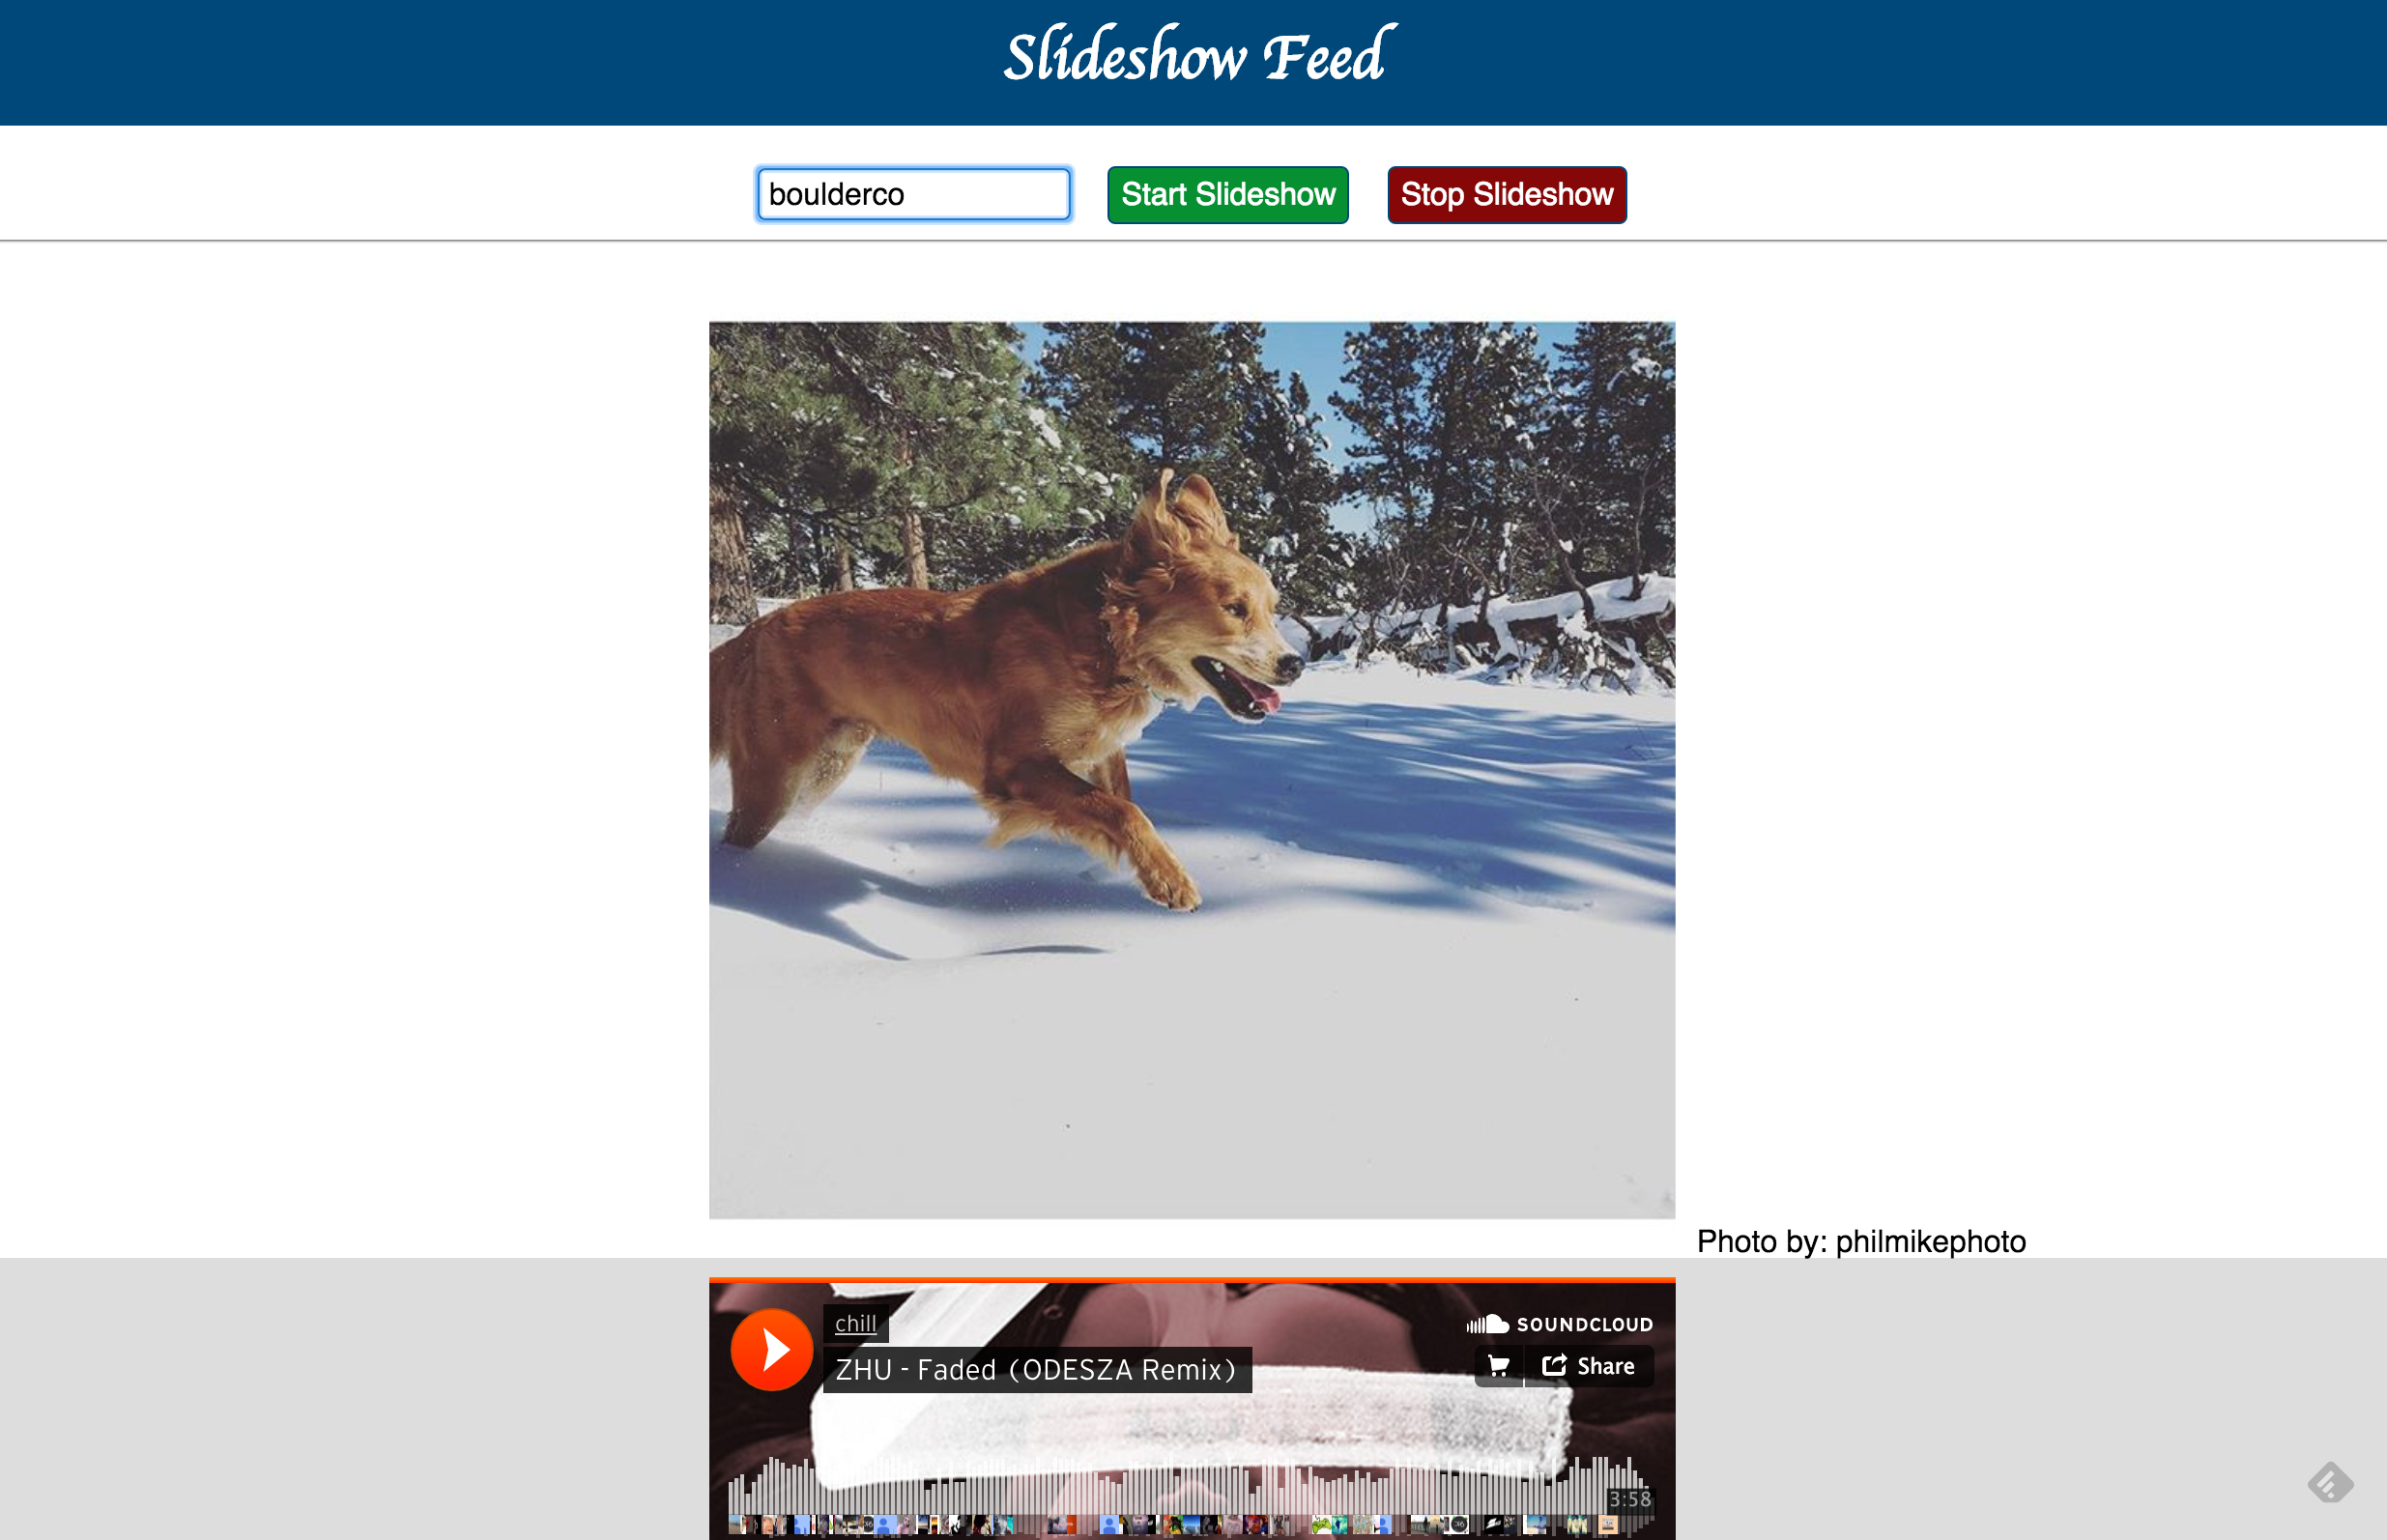 Slideshow Feed
boulderco
Start Slideshow
Stop Slideshow
Photo by: philmikephoto
chill
SOUNDCLOUD
ZHU - Faded (ODESZA Remix)
Share
3:58